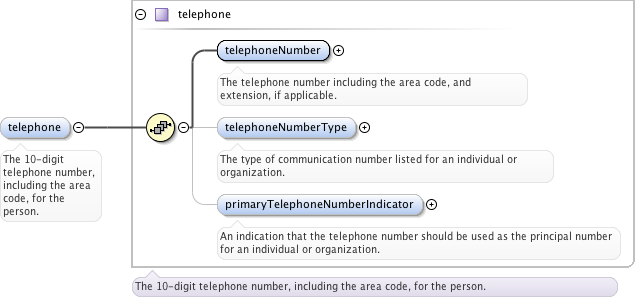 telephone
telephoneNumber
The telephone number including the area code, and
extension, if applicable.
telephone
telephoneNumberType
The 10-digit
telephone number,
including the area
code, for the
person.
The type of communication number listed for an individual or
organization.
primaryTelephoneNumberIndicator
An indication that the telephone number should be used as the principal number
for an individual or organization.
The 10-digit telephone number, including the area code, for the person.